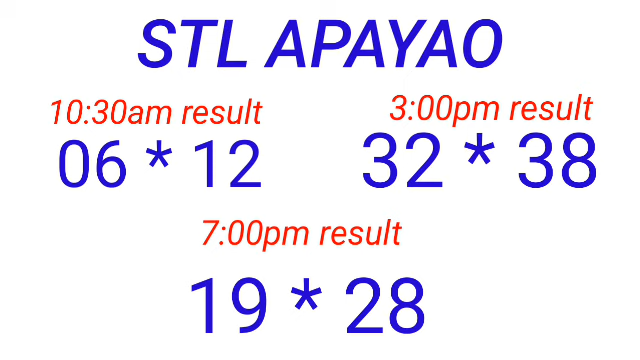 STL APAYAO
10:30am result
06 * 12
3:00pm result
32 * 38
7:00pm result
19 * 28